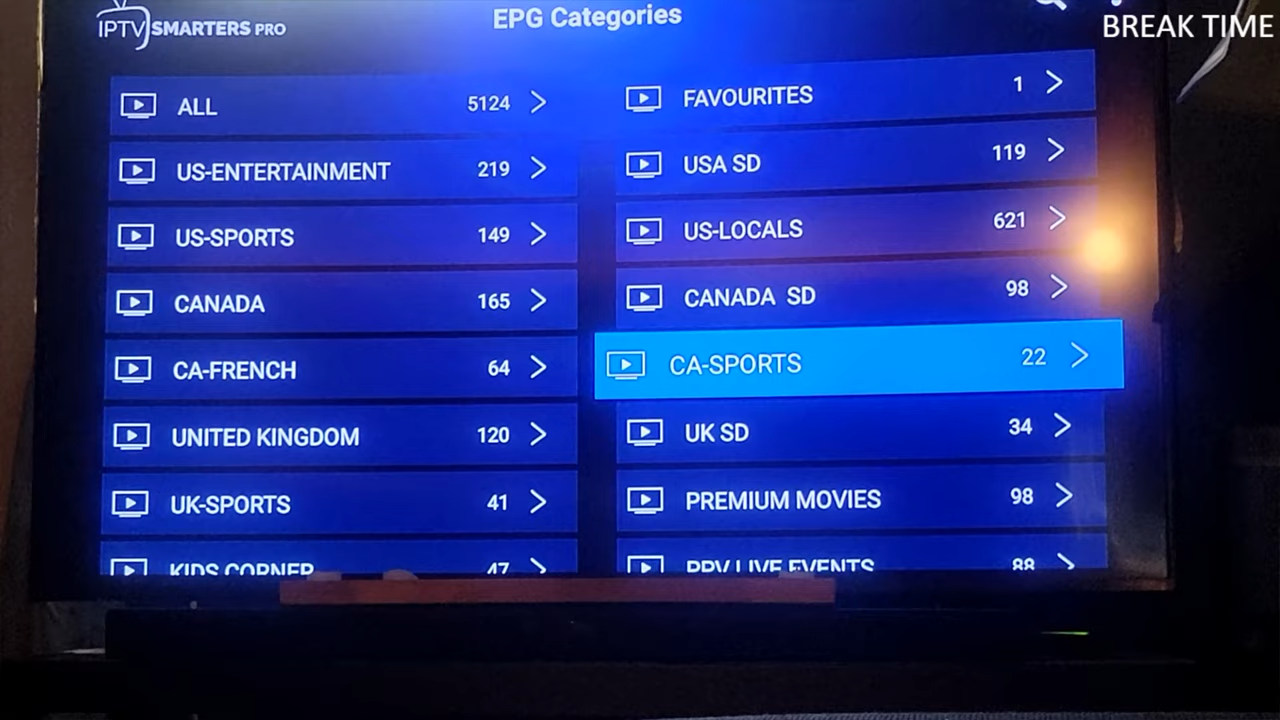 IPTV SMARTERS PRO
EPG Categories
BREAK TIME
ALL 5124
FAVOURITES 1
US-ENTERTAINMENT 219
USA SD 119
US-SPORTS 149
US-LOCALS 621
CANADA 165
CANADA SD 98
CA-FRENCH 64
CA-SPORTS 22
UNITED KINGDOM 120
UK SD 34
UK-SPORTS 41
PREMIUM MOVIES 98
KIDS CORNER 47
PPV LIVE EVENTS 88